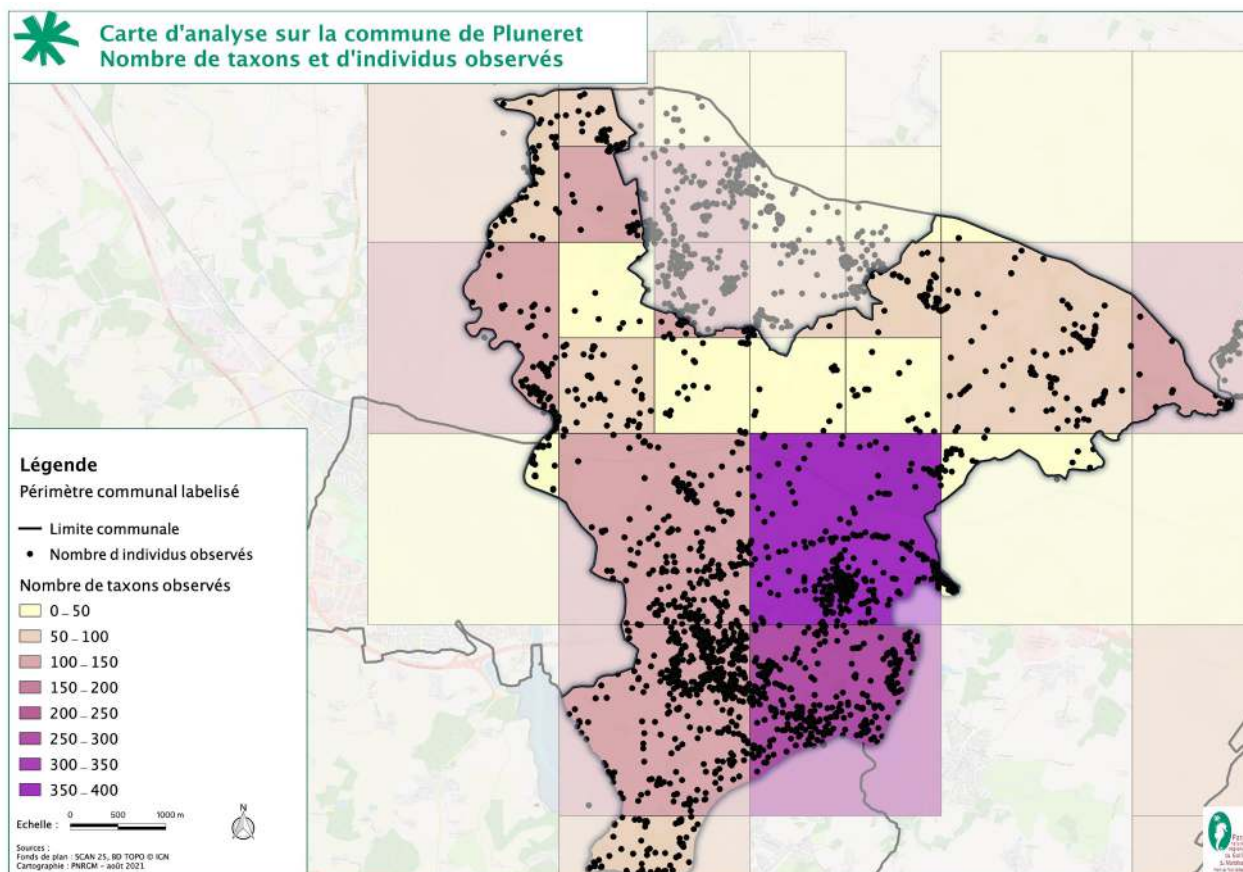 Carte d'analyse sur la commune de Pluneret
Nombre de taxons et d'individus observés
Légende
Périmètre communal labelisé
Limite communale
Nombre d individus observés
Nombre de taxons observés
0 - 50
50 - 100
100 - 150
150 - 200
200 - 250
250 - 300
300 - 350
350 - 400
Echelle :
0 500 1000 m
N
Sources :
Fonds de plan : SCAN 25, BD TOPO © IGN
Cartographie : PNRGM - août 2021